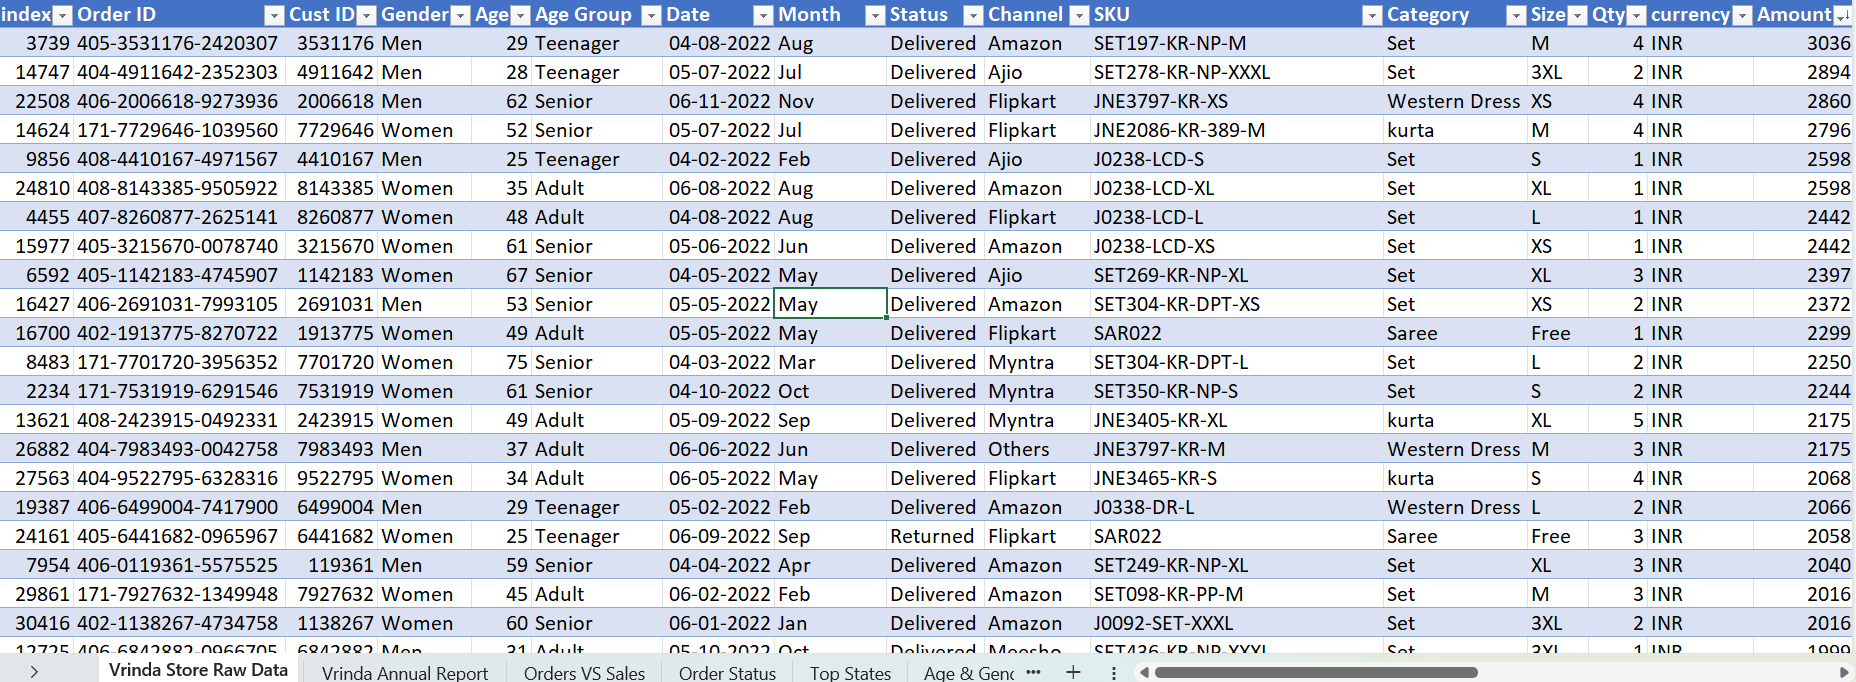 index Order ID Cust ID Gender Age Age Group Date Month Status Channel SKU Category Size Qty currency Amount
3739 405-3531176-2420307 3531176 Men 29 Teenager 04-08-2022 Aug Delivered Amazon SET197-KR-NP-M Set M 4 INR 3036
14747 404-4911642-2352303 4911642 Men 28 Teenager 05-07-2022 Jul Delivered Ajio SET278-KR-NP-XXXL Set 3XL 2 INR 2894
22508 406-2006618-9273936 2006618 Men 62 Senior 06-11-2022 Nov Delivered Flipkart JNE3797-KR-XS Western Dress XS 4 INR 2860
14624 171-7729646-1039560 7729646 Women 52 Senior 05-07-2022 Jul Delivered Flipkart JNE2086-KR-389-M kurta M 4 INR 2796
9856 408-4410167-4971567 4410167 Men 25 Teenager 04-02-2022 Feb Delivered Ajio J0238-LCD-S Set S 1 INR 2598
24810 408-8143385-9505922 8143385 Women 35 Adult 06-08-2022 Aug Delivered Amazon J0238-LCD-XL Set XL 1 INR 2598
4455 407-8260877-2625141 8260877 Women 48 Adult 04-08-2022 Aug Delivered Flipkart J0238-LCD-L Set L 1 INR 2442
15977 405-3215670-0078740 3215670 Women 61 Senior 05-06-2022 Jun Delivered Amazon J0238-LCD-XS Set XS 1 INR 2442
6592 405-1142183-4745907 1142183 Women 67 Senior 04-05-2022 May Delivered Ajio SET269-KR-NP-XL Set XL 3 INR 2397
16427 406-2691031-7993105 2691031 Men 53 Senior 05-05-2022 May Delivered Amazon SET304-KR-DPT-XS Set XS 2 INR 2372
16700 402-1913775-8270722 1913775 Women 49 Adult 05-05-2022 May Delivered Flipkart SAR022 Saree Free 1 INR 2299
8483 171-7701720-3956352 7701720 Women 75 Senior 04-03-2022 Mar Delivered Myntra SET304-KR-DPT-L Set L 2 INR 2250
2234 171-7531919-6291546 7531919 Women 61 Senior 04-10-2022 Oct Delivered Myntra SET350-KR-NP-S Set S 2 INR 2244
13621 408-2423915-0492331 2423915 Women 49 Adult 05-09-2022 Sep Delivered Myntra JNE3405-KR-XL kurta XL 5 INR 2175
26882 404-7983493-0042758 7983493 Men 37 Adult 06-06-2022 Jun Delivered Others JNE3797-KR-M Western Dress M 3 INR 2175
27563 404-9522795-6328316 9522795 Women 34 Adult 06-05-2022 May Delivered Flipkart JNE3465-KR-S kurta S 4 INR 2068
19387 406-6499004-7417900 6499004 Men 29 Teenager 05-02-2022 Feb Delivered Amazon J0338-DR-L Western Dress L 2 INR 2066
24161 405-6441682-0965967 6441682 Women 25 Teenager 06-09-2022 Sep Returned Flipkart SAR022 Saree Free 3 INR 2058
7954 406-0119361-5575525 119361 Men 59 Senior 04-04-2022 Apr Delivered Amazon SET249-KR-NP-XL Set XL 3 INR 2040
29861 171-7927632-1349948 7927632 Women 45 Adult 06-02-2022 Feb Delivered Amazon SET098-KR-PP-M Set M 3 INR 2016
30416 402-1138267-4734758 1138267 Women 60 Senior 06-01-2022 Jan Delivered Amazon J0092-SET-XXXL Set 3XL 2 INR 2016
12725 406-6842882-0966705 6842882 Men 31 Adult 05-10-2022 Oct Delivered Meesho SET436-KR-NP-XXXL Set 3XL 1 INR 1999
Vrinda Store Raw Data Vrinda Annual Report Orders VS Sales Order Status Top States Age & Genc